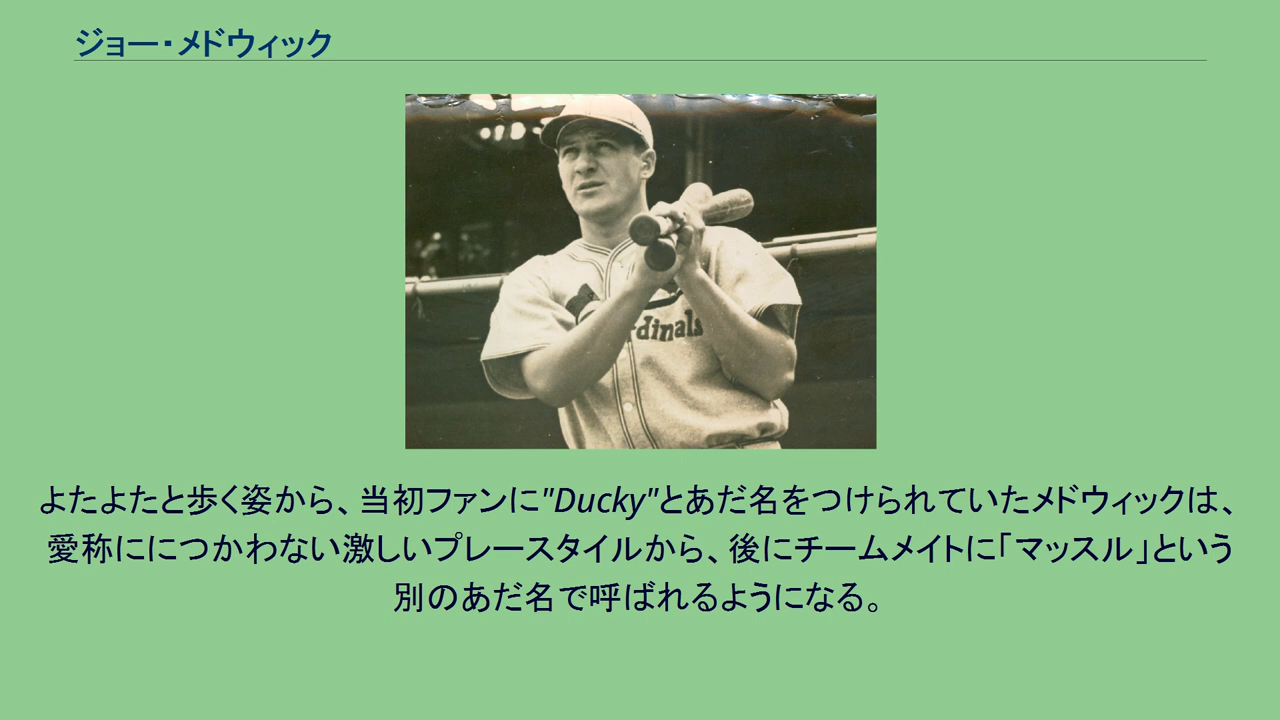 ジョー・メドウィック
dinals
よたよたと歩く姿から、当初ファンに"Ducky"とあだ名をつけられていたメドウィックは、
愛称ににつかわない激しいプレースタイルから、後にチームメイトに「マッスル」という
別のあだ名で呼ばれるようになる。